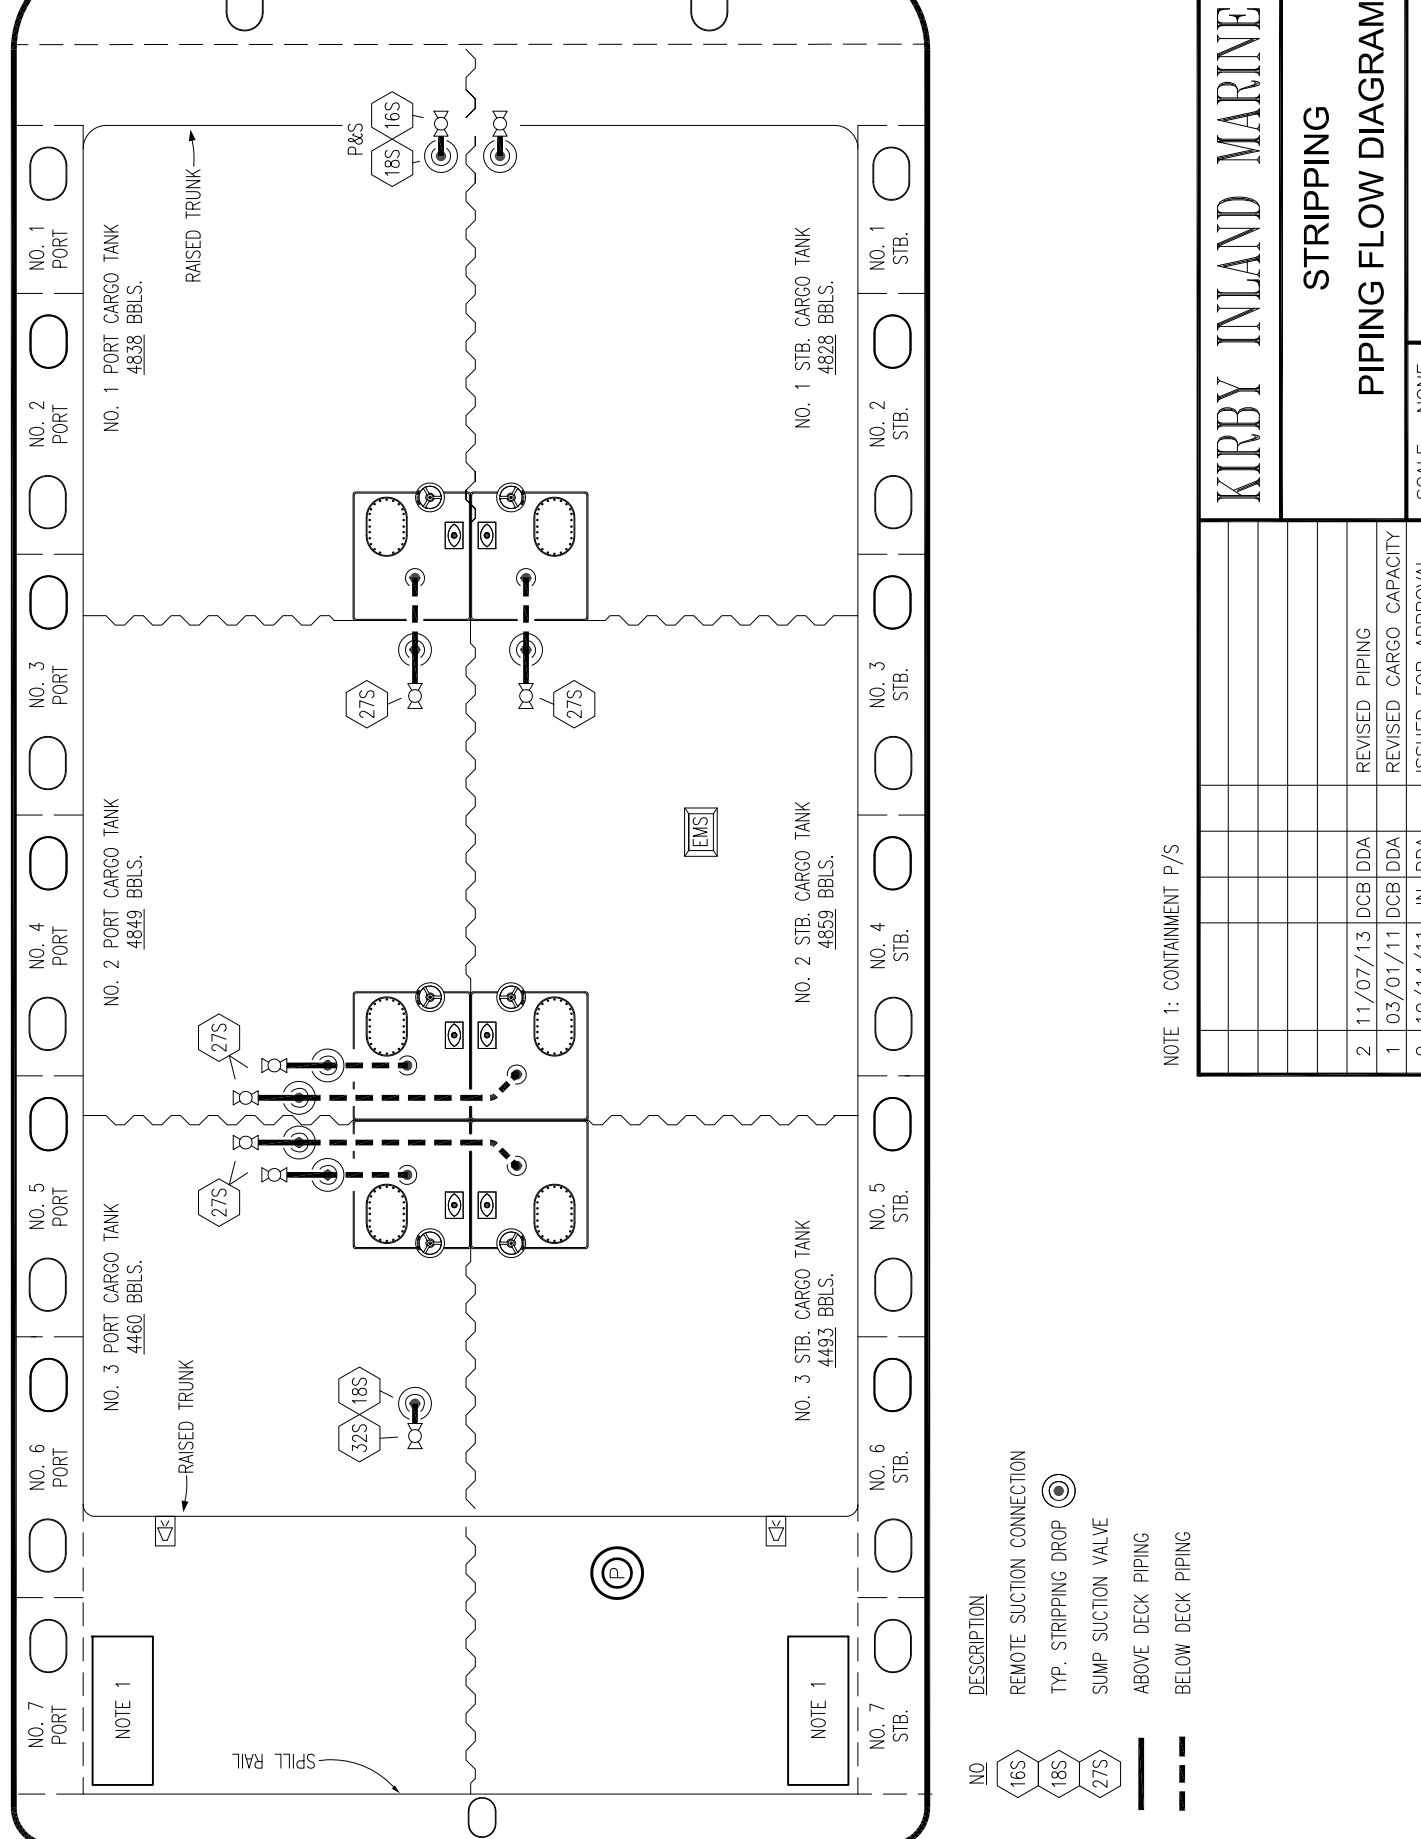 KIRBY INLAND MARINE
STRIPPING
PIPING FLOW DIAGRAM
NO. 7
PORT
NO. 6
PORT
NO. 5
PORT
NO. 4
PORT
NO. 3
PORT
NO. 2
PORT
NO. 1
PORT
NOTE 1
SPILL RAIL
RAISED TRUNK
NO. 3 PORT CARGO TANK
4460 BBLS.
NO. 2 PORT CARGO TANK
4849 BBLS.
NO. 1 PORT CARGO TANK
4838 BBLS.
RAISED TRUNK
27S
27S
32S
18S
27S
27S
P&S
18S
16S
P
EMS
NO. 3 STB. CARGO TANK
4493 BBLS.
NO. 2 STB. CARGO TANK
4859 BBLS.
NO. 1 STB. CARGO TANK
4828 BBLS.
NOTE 1
NO. 7
STB.
NO. 6
STB.
NO. 5
STB.
NO. 4
STB.
NO. 3
STB.
NO. 2
STB.
NO. 1
STB.
NO DESCRIPTION
16S REMOTE SUCTION CONNECTION
18S TYP. STRIPPING DROP
27S SUMP SUCTION VALVE
ABOVE DECK PIPING
BELOW DECK PIPING
NOTE 1: CONTAINMENT P/S
2 11/07/13 DCB DDA REVISED PIPING
1 03/01/11 DCB DDA REVISED CARGO CAPACITY
ISSUED FOR APPROVAL
SCALE NONE